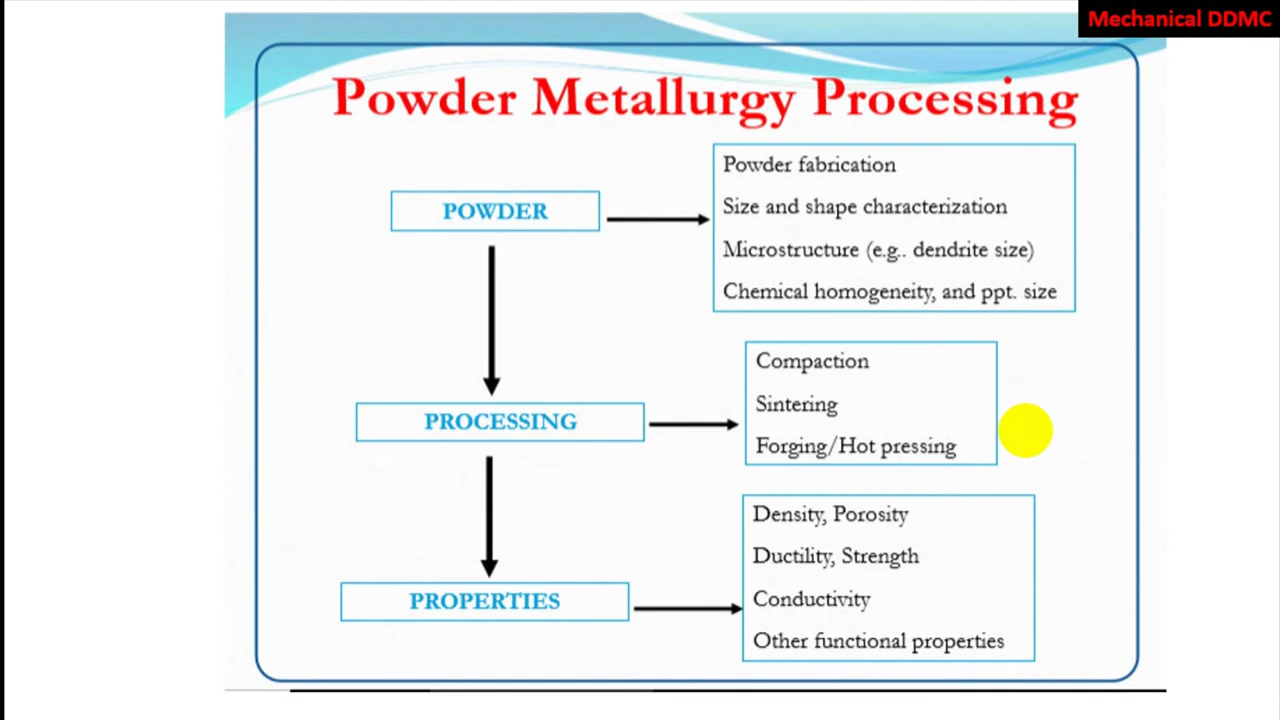 Mechanical DDMC
Powder Metallurgy Processing
POWDER
Powder fabrication
Size and shape characterization
Microstructure (e.g.. dendrite size)
Chemical homogeneity, and ppt. size
PROCESSING
Compaction
Sintering
Forging/Hot pressing
PROPERTIES
Density, Porosity
Ductility, Strength
Conductivity
Other functional properties